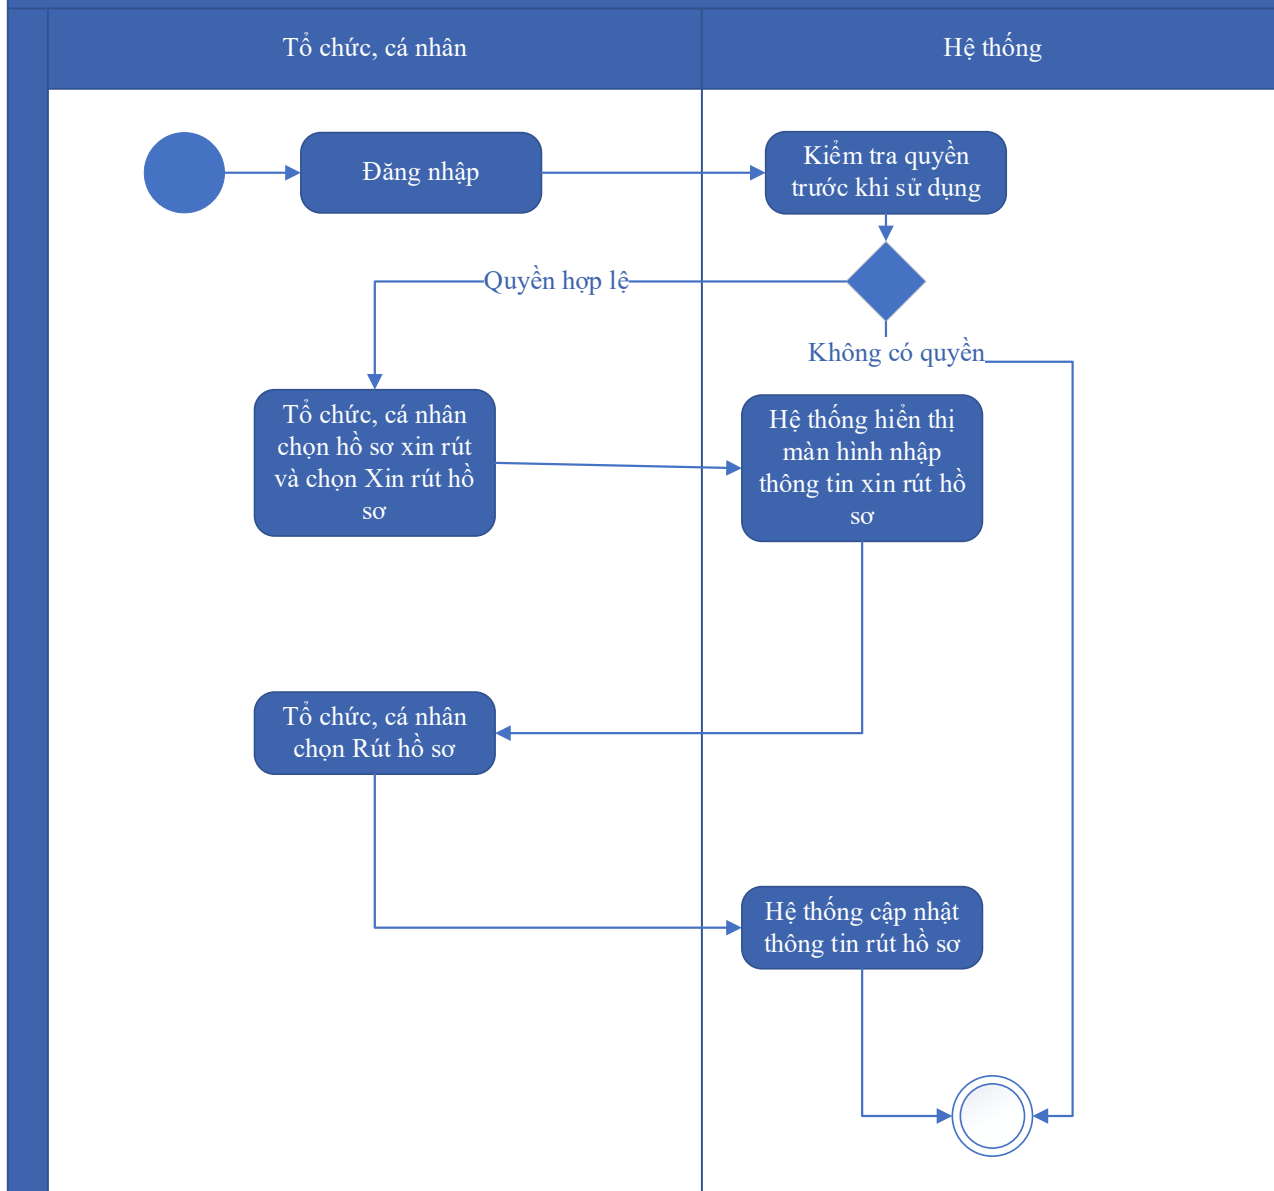 Tổ chức, cá nhân
Hệ thống
Đăng nhập
Kiểm tra quyền
trước khi sử dụng
Quyền hợp lệ
Không có quyền
Tổ chức, cá nhân
chọn hồ sơ xin rút
và chọn Xin rút hồ
sơ
Hệ thống hiển thị
màn hình nhập
thông tin xin rút hồ
sơ
Tổ chức, cá nhân
chọn Rút hồ sơ
Hệ thống cập nhật
thông tin rút hồ sơ